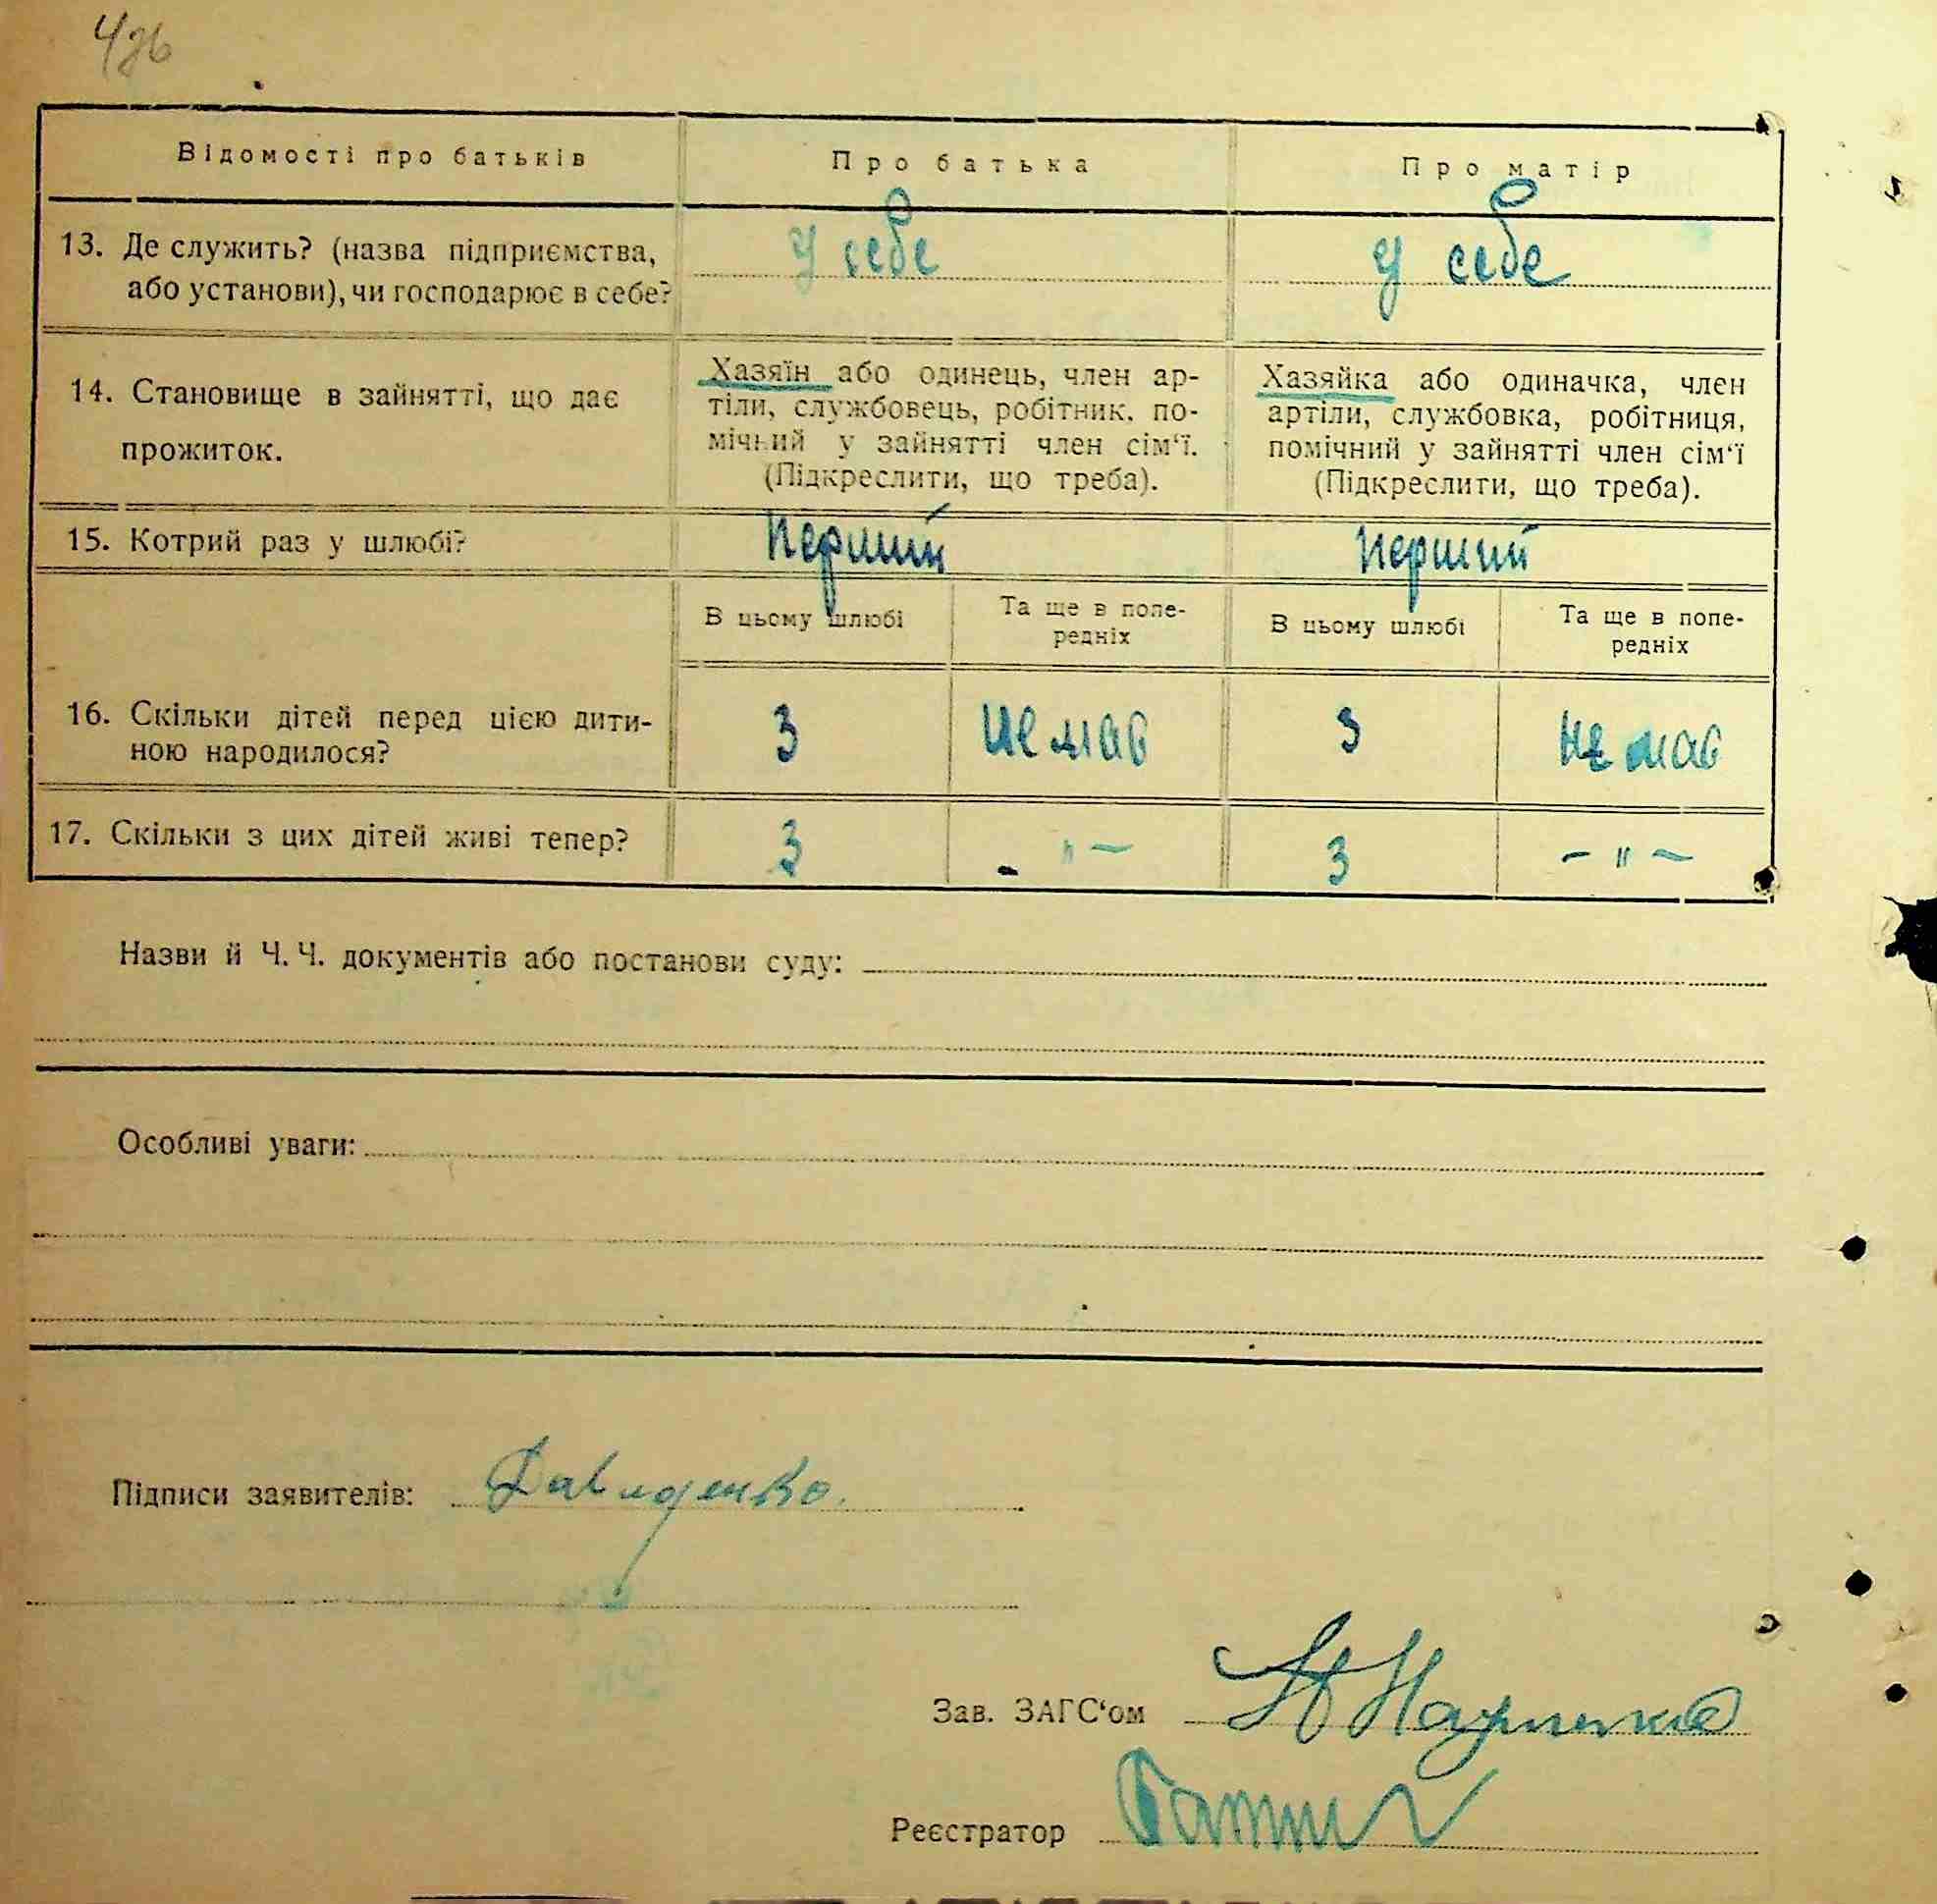 Відомості про батьків Про батька Про матір
13. Де служить? (назва підприємства, у себе у себе
або установи), чи господарює в себе?
14. Становище в зайнятті, що дає
прожиток.
Хазяїн або одинець, член ар-
тіли, службовець, робітник, по-
мічний у зайнятті член сім‘ї.
(Підкреслити, що треба).
Хазяйка або одиначка, член
артіли, службовка, робітниця,
помічний у зайнятті член сім‘ї
(Підкреслити, що треба).
15. Котрий раз у шлюбі? перший перший
В цьому шлюбі
Та ще в попе-
редніх
В цьому шлюбі
Та ще в попе-
редніх
16. Скільки дітей перед цією дити-
ною народилося?
3 не мав 3 не мав
17. Скільки з цих дітей живі тепер? 3 - " - 3 - " -
Назви й Ч. Ч. документів або постанови суду:
Особливі уваги:
Підписи заявителів: Давиденко.
Зав. ЗАГС‘ом
Реєстратор